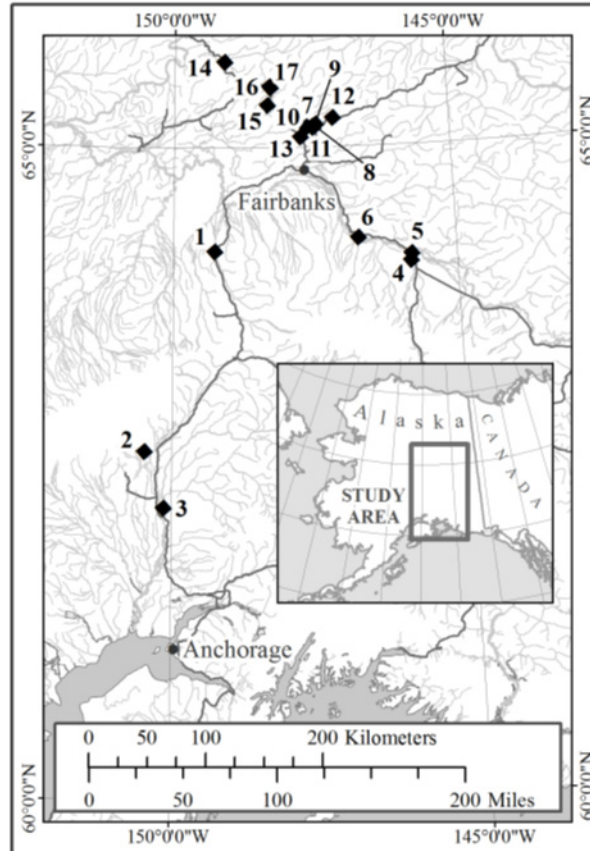 150°0'0"W
145°0'0"W
14
16
17
9
12
15
10
7
65°0'0"N
65°0'0"N
13
11
8
Fairbanks
1
6
5
4
Alaska
CANADA
2
STUDY
AREA
3
Anchorage
0 50 100 200 Kilometers
0 50 100 200 Miles
60°0'0"N
60°0'0"N
150°0'0"W
145°0'0"W